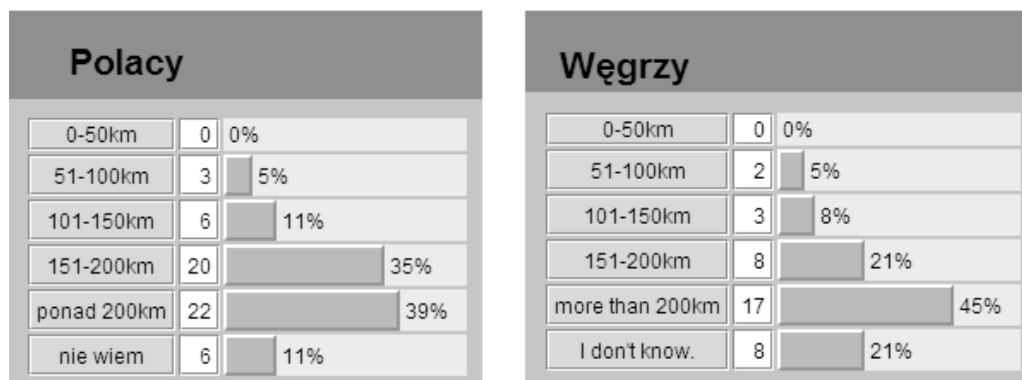 Polacy
0-50km 0 0%
51-100km 3 5%
101-150km 6 11%
151-200km 20 35%
ponad 200km 22 39%
nie wiem 6 11%
Węgrzy
0-50km 0 0%
51-100km 2 5%
101-150km 3 8%
151-200km 8 21%
more than 200km 17 45%
I don't know. 8 21%